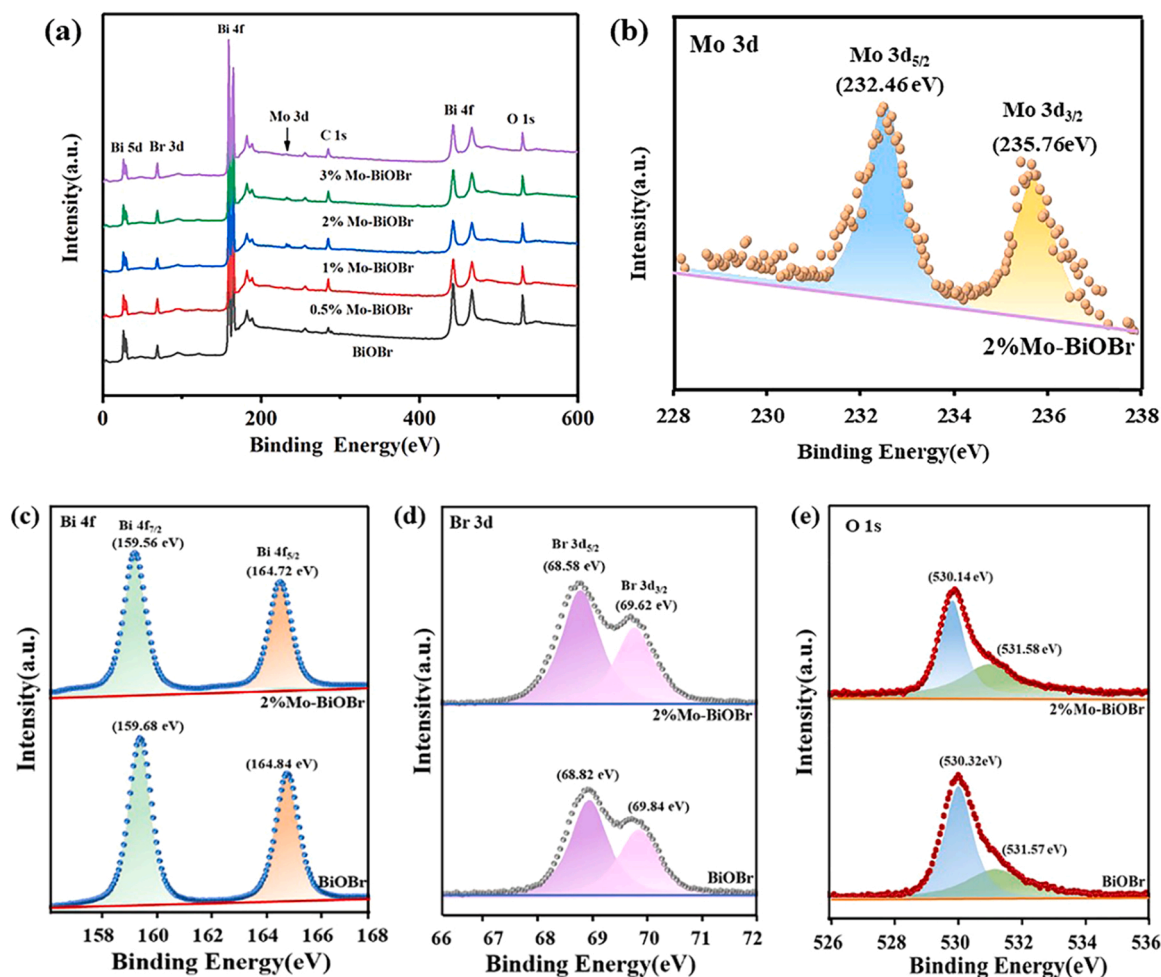 (a)
Bi 4f
Mo 3d
C 1s
Bi 4f
O 1s
Bi 5d
Br 3d
3% Mo-BiOBr
2% Mo-BiOBr
1% Mo-BiOBr
0.5% Mo-BiOBr
BiOBr
Intensity(a.u.)
0
200
400
600
Binding Energy(eV)
(b)
Mo 3d
Mo 3d5/2
(232.46 eV)
Mo 3d3/2
(235.76eV)
2%Mo-BiOBr
Intensity(a.u.)
228
230
232
234
236
238
Binding Energy(eV)
(c)
Bi 4f
Bi 4f7/2
(159.56 eV)
Bi 4f5/2
(164.72 eV)
2%Mo-BiOBr
(159.68 eV)
(164.84 eV)
BiOBr
Intensity(a.u.)
158
160
162
164
166
168
Binding Energy(eV)
(d)
Br 3d
Br 3d5/2
(68.58 eV)
Br 3d3/2
(69.62 eV)
2%Mo-BiOBr
(68.82 eV)
(69.84 eV)
BiOBr
Intensity(a.u.)
66
67
68
69
70
71
72
Binding Energy(eV)
(e)
O 1s
(530.14eV)
(531.58 eV)
2%Mo-BiOBr
(530.32eV)
(531.57 eV)
BiOBr
Intensity(a.u.)
526
528
530
532
534
536
Binding Energy(eV)